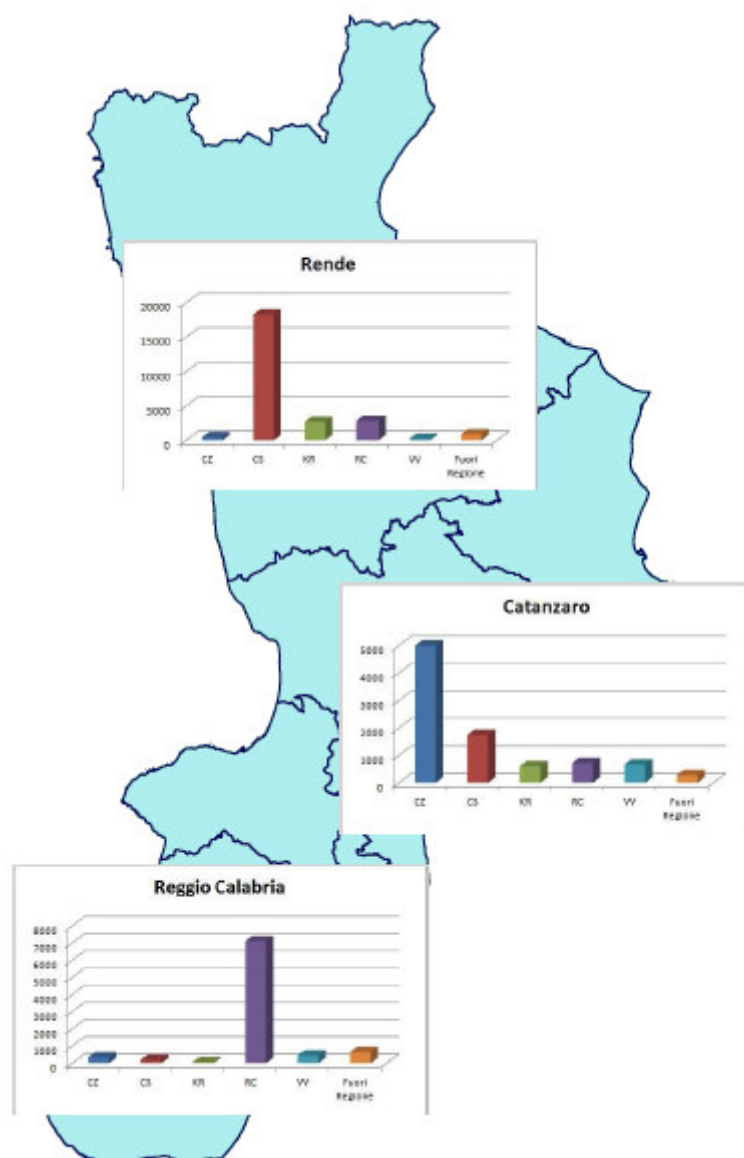 Rende
20000
15000
10000
5000
0
CZ CS KR RC VV Fuori
Regione
Catanzaro
5000
4000
3000
2000
1000
0
CZ CS KR RC VV Fuori
Regione
Reggio Calabria
8000
7000
6000
5000
4000
3000
2000
1000
0
CZ CS KR RC VV Fuori
Regione